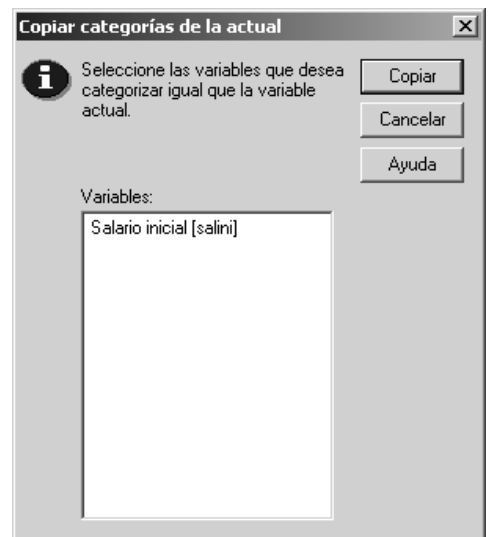 Copiar categorías de la actual
Seleccione las variables que desea
categorizar igual que la variable
actual.
Copiar
Cancelar
Ayuda
Variables:
Salario inicial [salini]